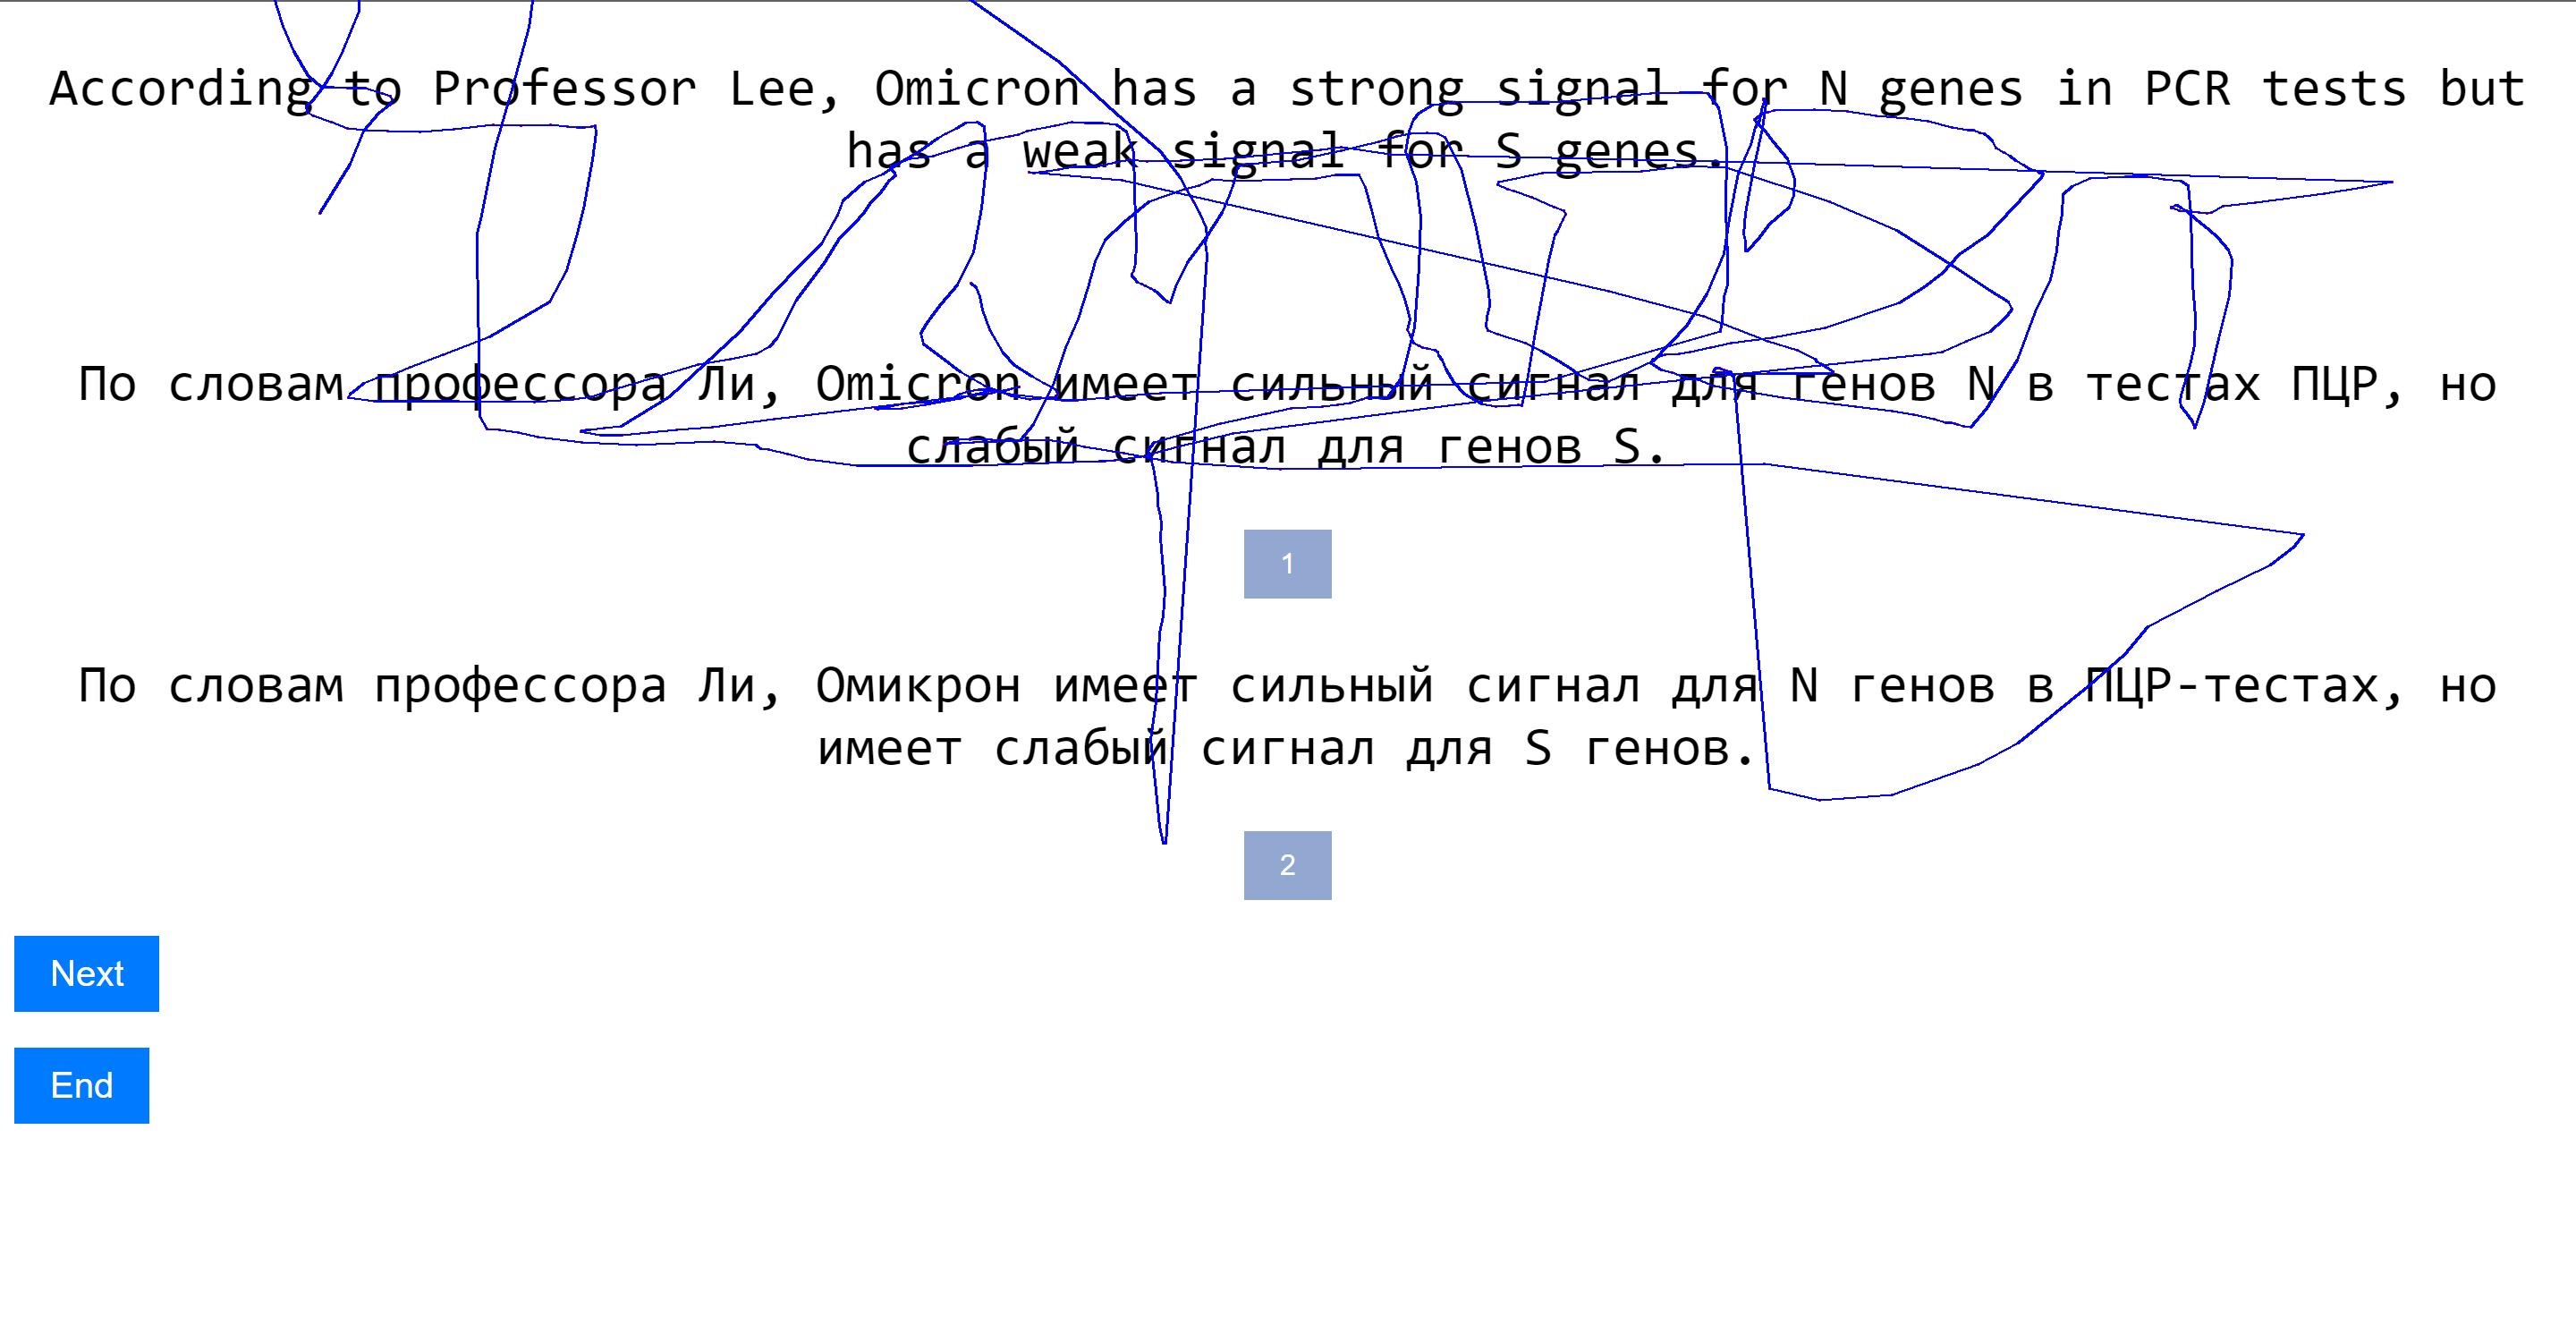 According to Professor Lee, Omicron has a strong signal for N genes in PCR tests but
has a weak signal for S genes.
По словам профессора Ли, Omicron имеет сильный сигнал для генов N в тестах ПЦР, но
слабый сигнал для генов S.
1
По словам профессора Ли, Омикрон имеет сильный сигнал для N генов в ПЦР-тестах, но
имеет слабый сигнал для S генов.
2
Next
End